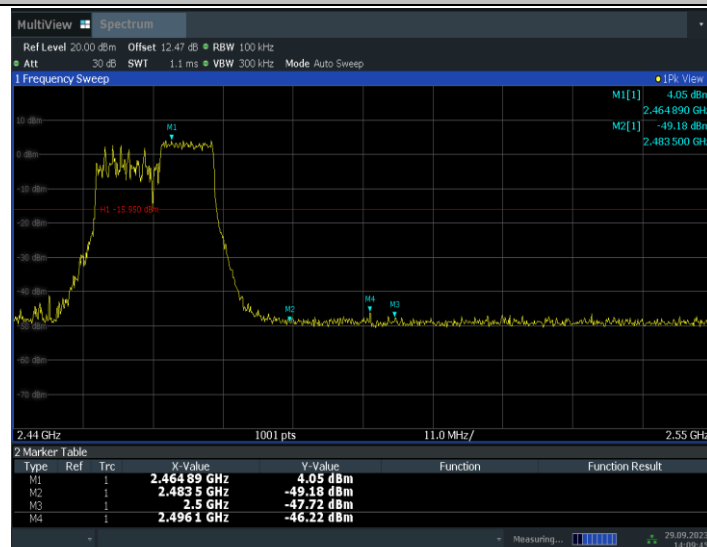 MultiView Spectrum
Ref Level 20.00 dBm Offset 12.47 dB RBW 100 kHz
Att 30 dB SWT 1.1 ms VBW 300 kHz Mode Auto Sweep
1 Frequency Sweep 1Pk View
M1[1] 4.05 dBm
2.464 890 GHz
M2[1] -49.18 dBm
2.483 500 GHz
10 dBm
M1
0 dBm
-10 dBm
H1 -15.950 dBm
-20 dBm
-30 dBm
-40 dBm
M4
M3
M2
-50 dBm
-60 dBm
-70 dBm
2.44 GHz 1001 pts 11.0 MHz/ 2.55 GHz
2 Marker Table
Type Ref Trc X-Value Y-Value Function Function Result
M1 1 2.464 89 GHz 4.05 dBm
M2 1 2.483 5 GHz -49.18 dBm
M3 1 2.5 GHz -47.72 dBm
M4 1 2.496 1 GHz -46.22 dBm
Measuring... 29.09.2023
14:09:45